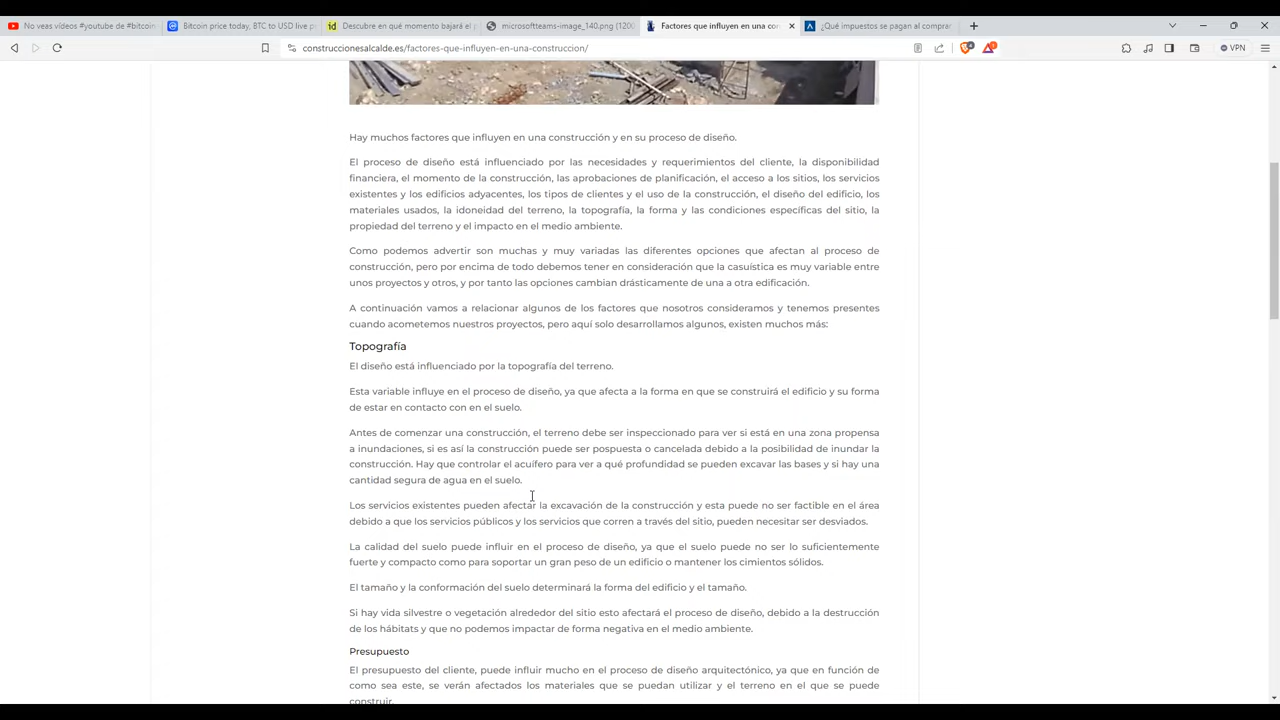 No veas vídeos #youtube de #bitcoin
Bitcoin price today, BTC to USD live p
Descubre en qué momento bajará el p
microsoftteams-image_140.png (1200
Factores que influyen en una con
¿Qué impuestos se pagan al comprar
construccionesalcalde.es/factores-que-influyen-en-una-construccion/
VPN
Hay muchos factores que influyen en una construcción y en su proceso de diseño.
El proceso de diseño está influenciado por las necesidades y requerimientos del cliente, la disponibilidad
financiera, el momento de la construcción, las aprobaciones de planificación, el acceso a los sitios, los servicios
existentes y los edificios adyacentes, los tipos de clientes y el uso de la construcción, el diseño del edificio, los
materiales usados, la idoneidad del terreno, la topografía, la forma y las condiciones específicas del sitio, la
propiedad del terreno y el impacto en el medio ambiente.
Como podemos advertir son muchas y muy variadas las diferentes opciones que afectan al proceso de
construcción, pero por encima de todo debemos tener en consideración que la casuística es muy variable entre
unos proyectos y otros, y por tanto las opciones cambian drásticamente de una a otra edificación.
A continuación vamos a relacionar algunos de los factores que nosotros consideramos y tenemos presentes
cuando acometemos nuestros proyectos, pero aquí solo desarrollamos algunos, existen muchos más:
Topografía
El diseño está influenciado por la topografía del terreno.
Esta variable influye en el proceso de diseño, ya que afecta a la forma en que se construirá el edificio y su forma
de estar en contacto con en el suelo.
Antes de comenzar una construcción, el terreno debe ser inspeccionado para ver si está en una zona propensa
a inundaciones, si es así la construcción puede ser pospuesta o cancelada debido a la posibilidad de inundar la
construcción. Hay que controlar el acuífero para ver a qué profundidad se pueden excavar las bases y si hay una
cantidad segura de agua en el suelo.
Los servicios existentes pueden afectar la excavación de la construcción y esta puede no ser factible en el área
debido a que los servicios públicos y los servicios que corren a través del sitio, pueden necesitar ser desviados.
La calidad del suelo puede influir en el proceso de diseño, ya que el suelo puede no ser lo suficientemente
fuerte y compacto como para soportar un gran peso de un edificio o mantener los cimientos sólidos.
El tamaño y la conformación del suelo determinará la forma del edificio y el tamaño.
Si hay vida silvestre o vegetación alrededor del sitio esto afectará el proceso de diseño, debido a la destrucción
de los hábitats y que no podemos impactar de forma negativa en el medio ambiente.
Presupuesto
El presupuesto del cliente, puede influir mucho en el proceso de diseño arquitectónico, ya que en función de
como sea este, se verán afectados los materiales que se puedan utilizar y el terreno en el que se puede
construir.